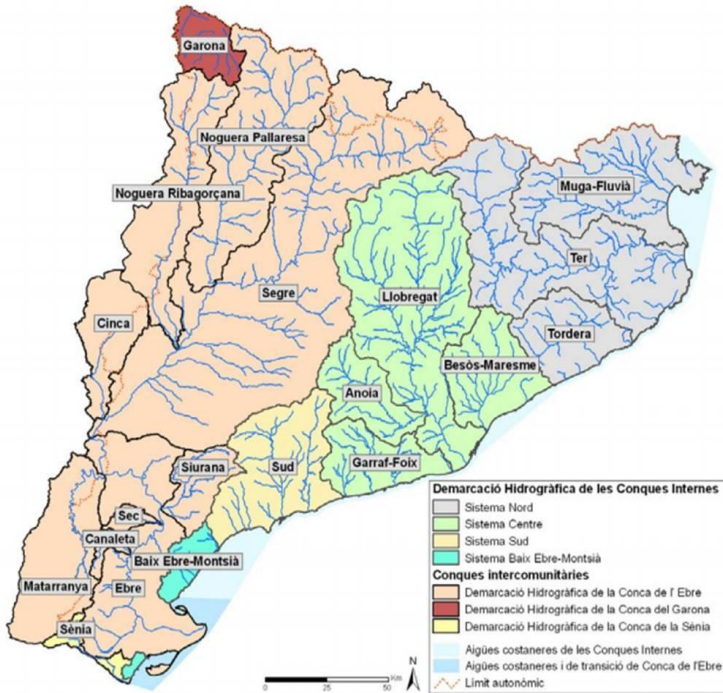 Garona
Noguera Pallaresa
Noguera Ribagorçana
Muga-Fluvià
Ter
Segre
Llobregat
Cinca
Tordera
Besòs-Maresme
Anoia
Siurana
Sud
Garraf-Foix
Sec
Canaleta
Baix Ebre-Montsià
Matarranya
Ebre
Sènia
Demarcació Hidrogràfica de les Conques Internes
Sistema Nord
Sistema Centre
Sistema Sud
Sistema Baix Ebre-Montsià
Conques intercomunitàries
Demarcació Hidrogràfica de la Conca de l' Ebre
Demarcació Hidrogràfica de la Conca del Garona
Demarcació Hidrogràfica de la Conca de la Sénia
Aigües costaneres de les Conques Internes
Aigües costaneres i de transició de Conca de l'Ebre
Límit autonòmic
0 25 50 Km
N